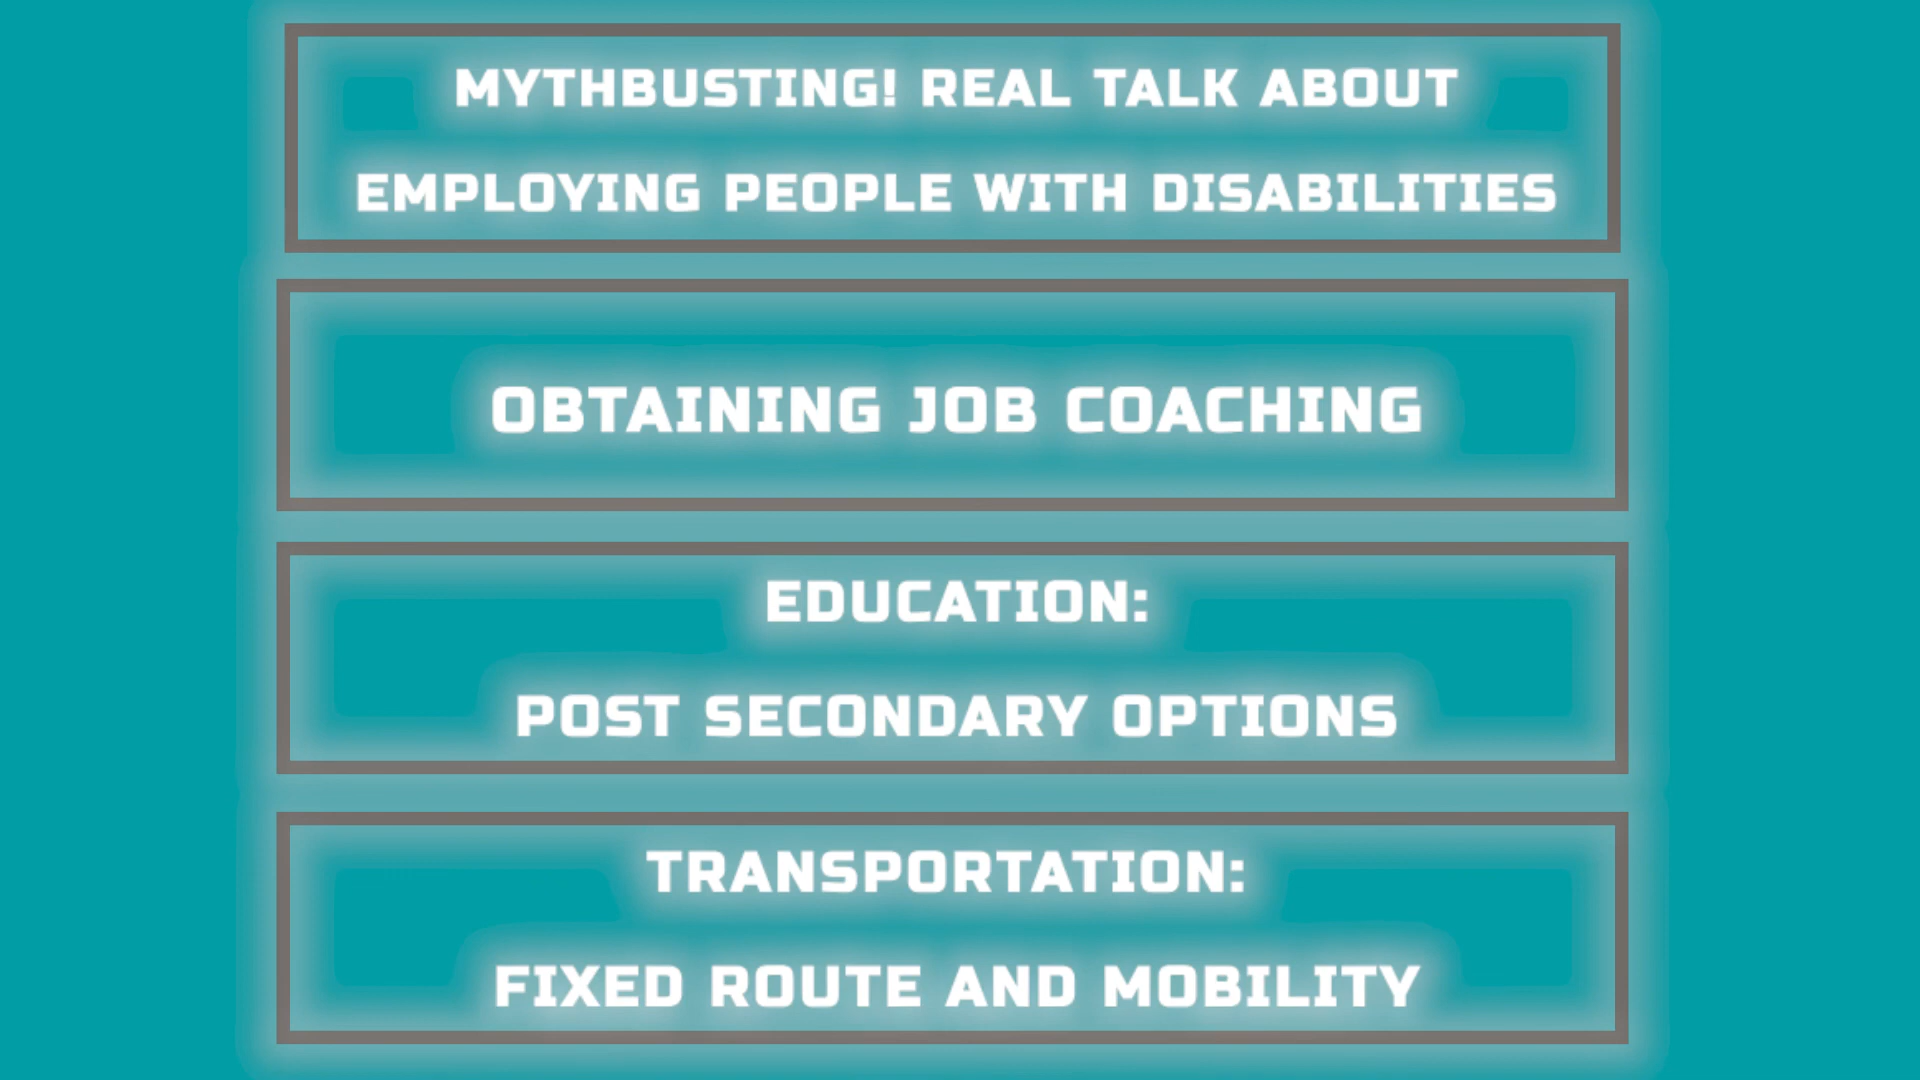 MYTHBUSTING! REAL TALK ABOUT
EMPLOYING PEOPLE WITH DISABILITIES
OBTAINING JOB COACHING
EDUCATION:
POST SECONDARY OPTIONS
TRANSPORTATION:
FIXED ROUTE AND MOBILITY